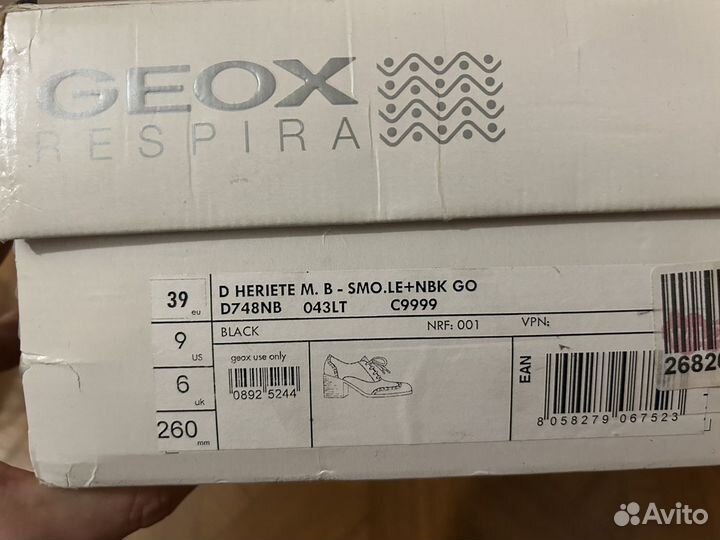 GEOX
RESPIRA
39 eu
D HERIETE M. B - SMO.LE+NBK GO
D748NB 043LT C9999
9 US
BLACK NRF: 001 VPN:
6 uk
geox use only
0892 5244
260 mm
EAN
8 058279 067523
2682
Avito